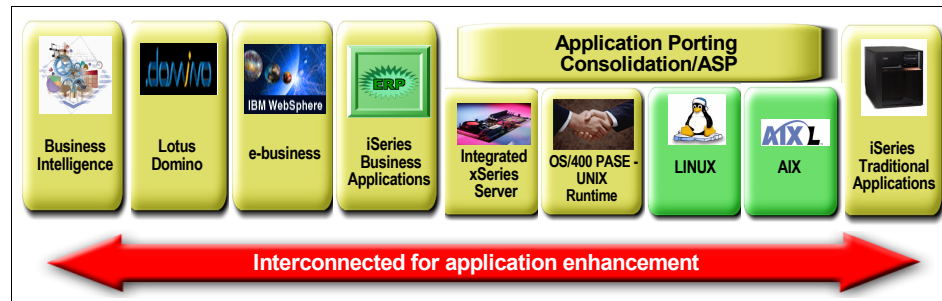 Business
Intelligence
.domino
Lotus
Domino
IBM WebSphere
e-business
ERP
iSeries
Business
Applications
Application Porting
Consolidation/ASP
Integrated
xSeries
Server
OS/400 PASE -
UNIX
Runtime
LINUX
AIX L.
AIX
iSeries
Traditional
Applications
Interconnected for application enhancement